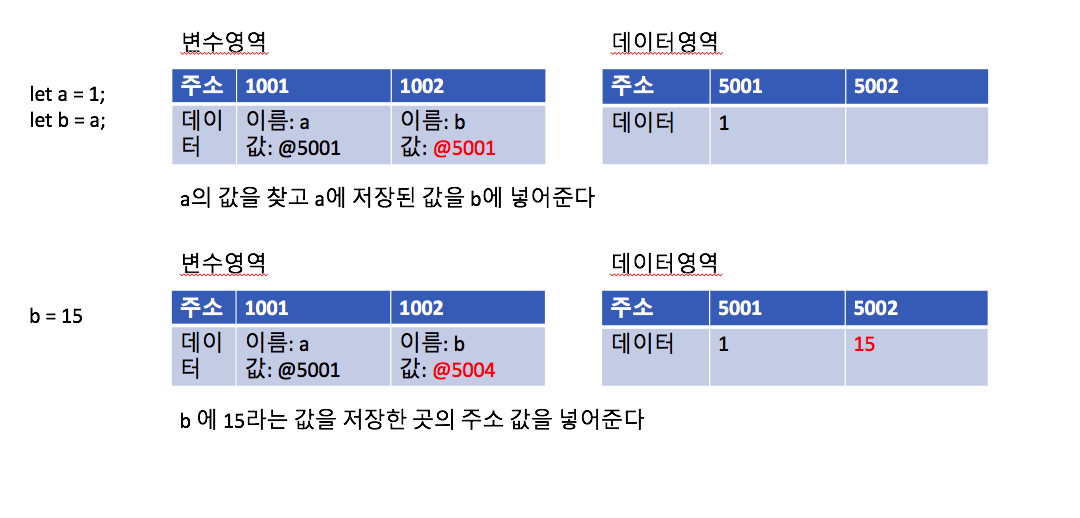 변수영역
데이터영역
let a = 1;
let b = a;
주소 1001 1002
데이터 이름: a 이름: b
값: @5001 값: @5001
주소 5001 5002
데이터 1
a의 값을 찾고 a에 저장된 값을 b에 넣어준다
변수영역
데이터영역
b = 15
주소 1001 1002
데이터 이름: a 이름: b
값: @5001 값: @5004
주소 5001 5002
데이터 1 15
b 에 15라는 값을 저장한 곳의 주소 값을 넣어준다